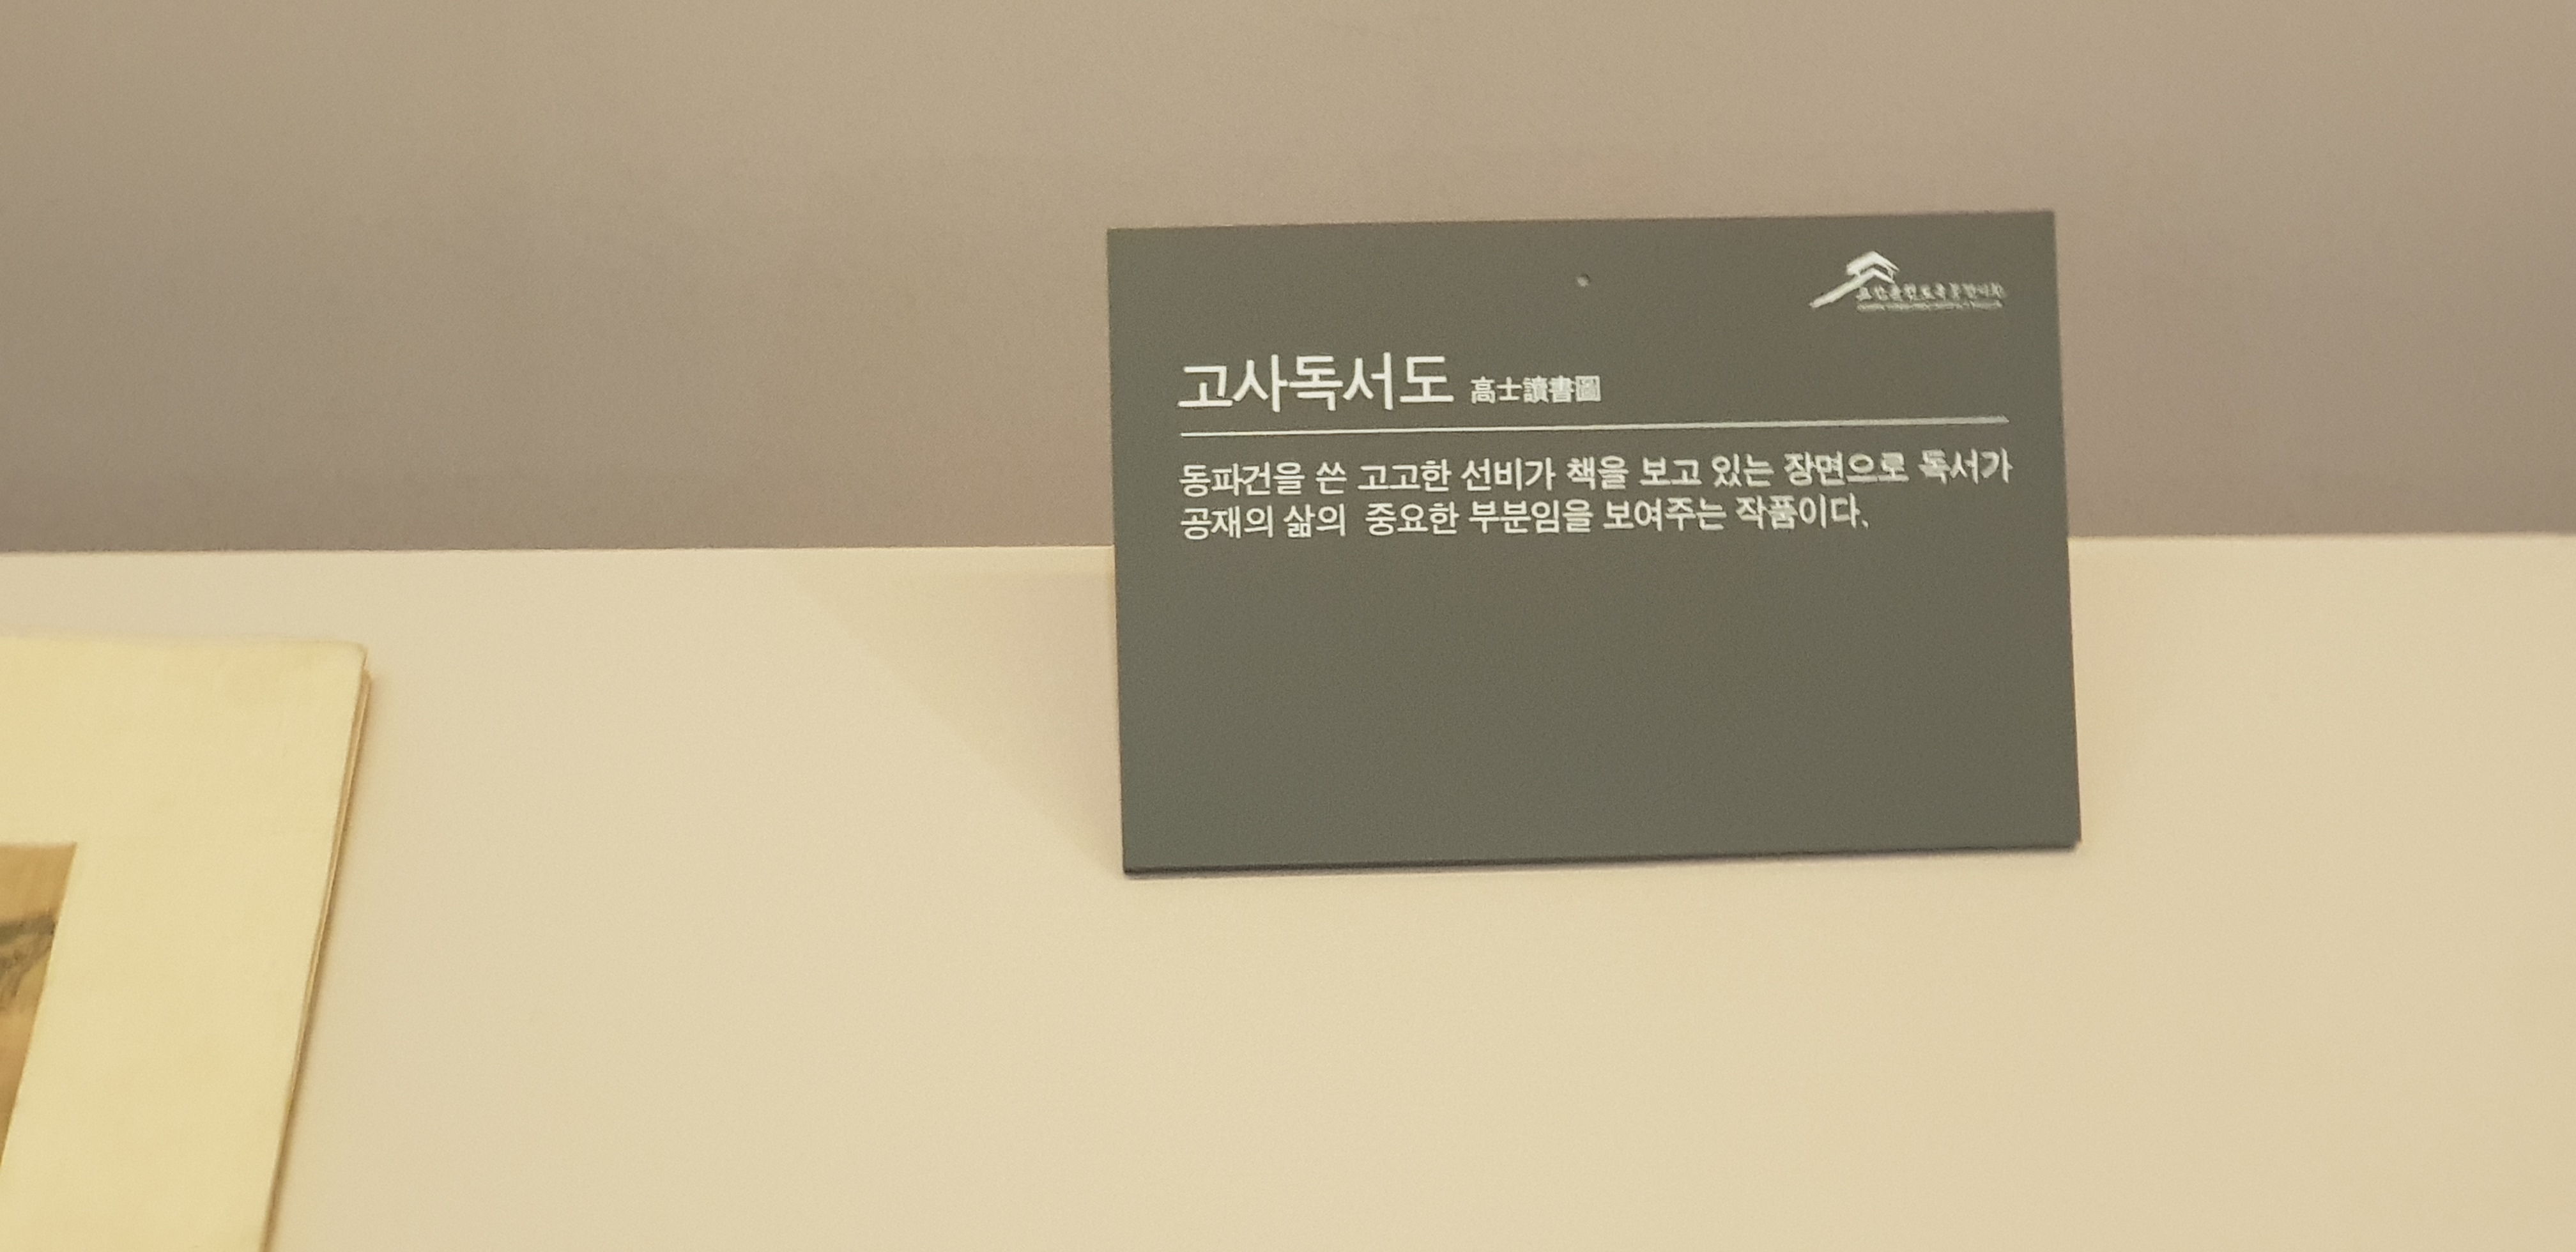 고사독서도 高士讀書圖
동파건을 쓴 고고한 선비가 책을 보고 있는 장면으로 독서가
공재의 삶의 중요한 부분임을 보여주는 작품이다.